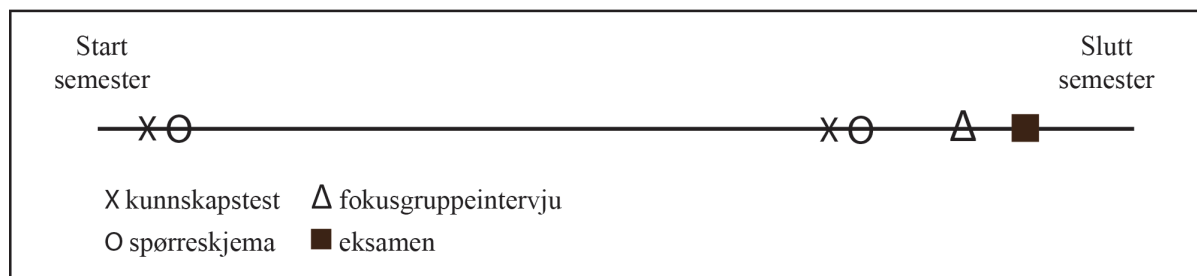 Start
semester
Slutt
semester
X O X O Δ ■
X kunnskapstest Δ fokusgruppeintervju
O spørreskjema ■ eksamen